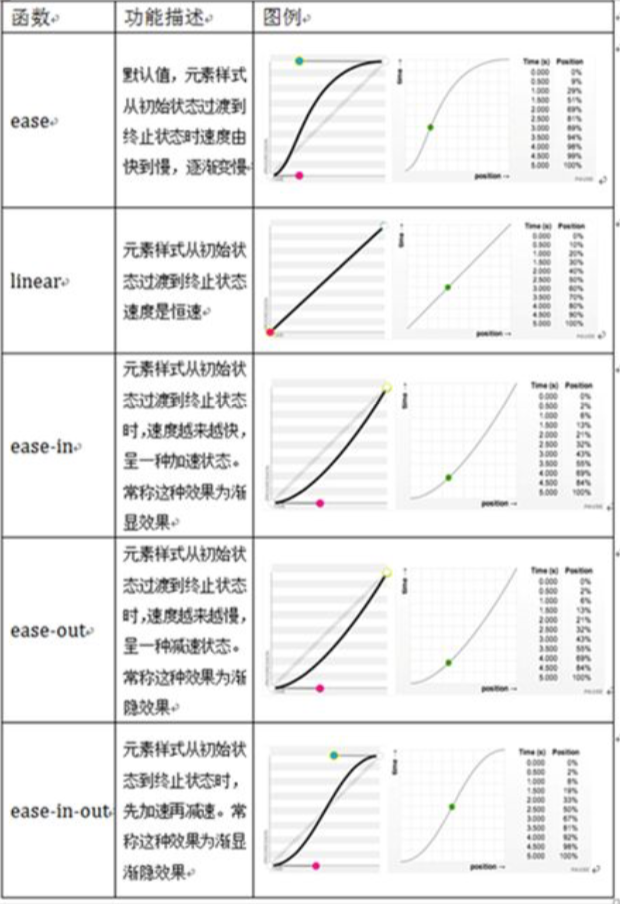 函数 功能描述 图例
ease
默认值，元素样式
从初始状态过渡到
终止状态时速度由
快到慢，逐渐变慢
time →
position →
Time (s) Position
0.000 0%
0.500 9%
1.000 29%
1.500 51%
2.000 69%
2.500 81%
3.000 89%
3.500 94%
4.000 98%
4.500 99%
5.000 100%
PAUSE
linear
元素样式从初始状
态过渡到终止状态
速度是恒速
time →
position →
Time (s) Position
0.000 0%
0.500 10%
1.000 20%
1.500 30%
2.000 40%
2.500 50%
3.000 60%
3.500 70%
4.000 80%
4.500 90%
5.000 100%
PAUSE
ease-in
元素样式从初始状
态过渡到终止状态
时,速度越来越快,
呈一种加速状态。
常称这种效果为渐
显效果
time →
position →
Time (s) Position
0.000 0%
0.500 2%
1.000 6%
1.500 13%
2.000 21%
2.500 32%
3.000 43%
3.500 55%
4.000 69%
4.500 84%
5.000 100%
PAUSE
ease-out
元素样式从初始状
态过渡到终止状态
时,速度越来越慢,
呈一种减速状态。
常称这种效果为渐
隐效果
time →
position →
Time (s) Position
0.000 0%
0.500 2%
1.000 6%
1.500 13%
2.000 21%
2.500 32%
3.000 43%
3.500 55%
4.000 69%
4.500 84%
5.000 100%
PAUSE
ease-in-out
元素样式从初始状
态到终止状态时,
先加速再减速。常
称这种效果为渐显
渐隐效果
time →
position →
Time (s) Position
0.000 0%
0.500 2%
1.000 8%
1.500 19%
2.000 33%
2.500 50%
3.000 67%
3.500 81%
4.000 92%
4.500 98%
5.000 100%
PAUSE